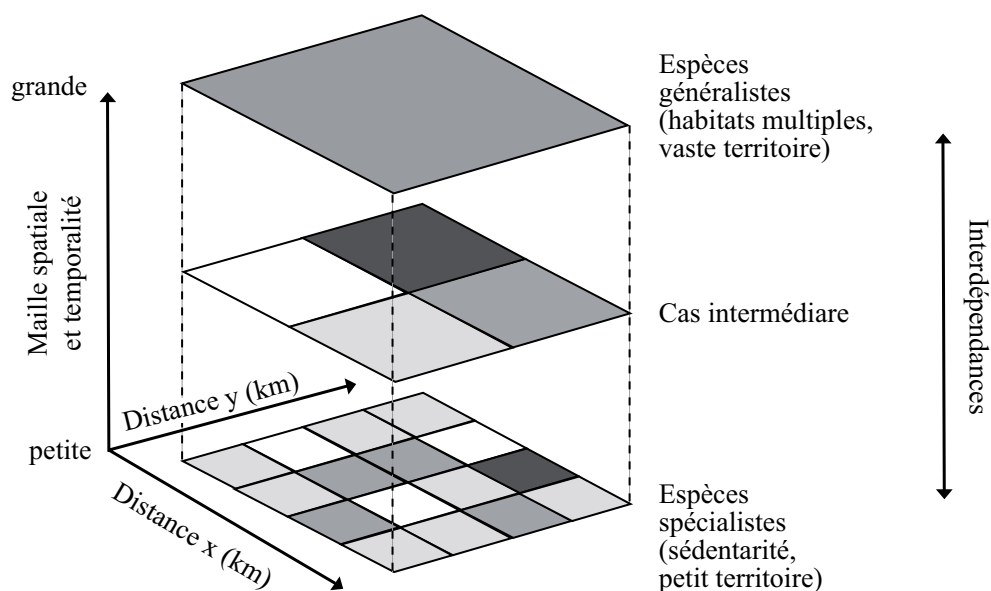 grande
Maille spatiale
et temporalité
petite
Distance y (km)
Distance x (km)
Espèces
généralistes
(habitats multiples,
vaste territoire)
Cas intermédiare
Espèces
spécialistes
(sédentarité,
petit territoire)
Interdépendances